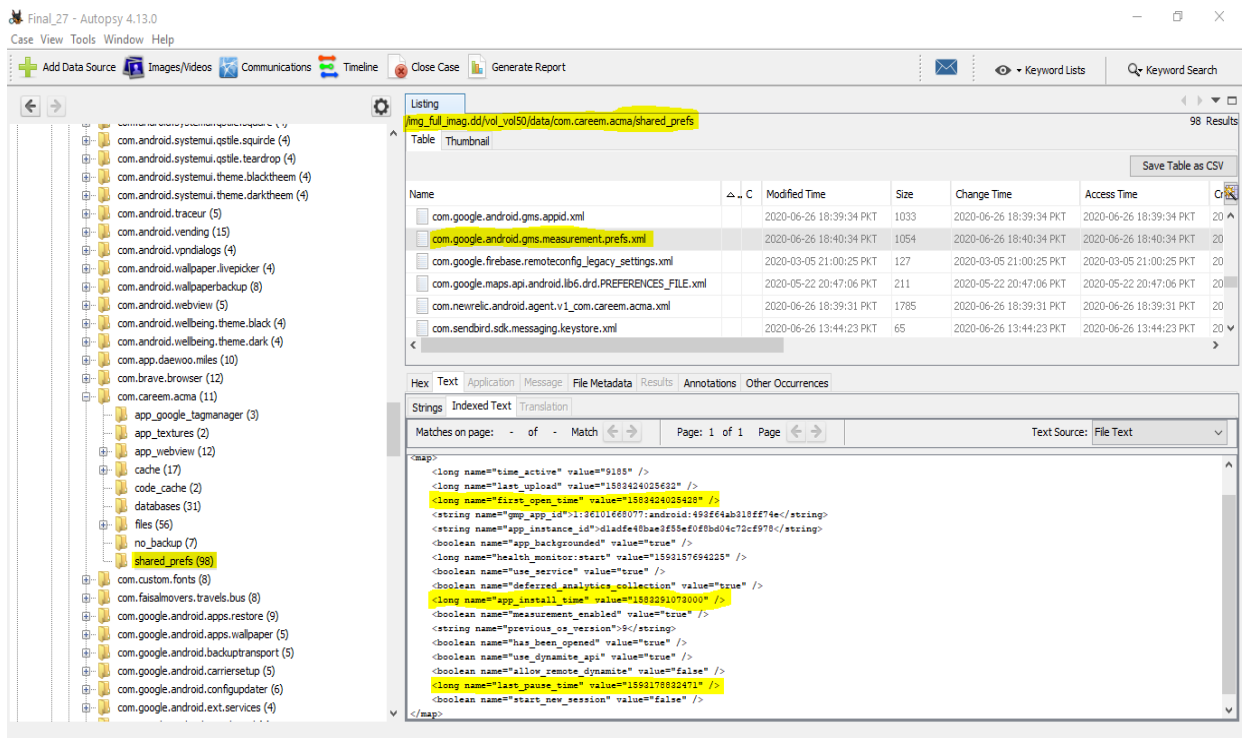 Final_27 - Autopsy 4.13.0
Case View Tools Window Help
Add Data Source Images/Videos Communications Timeline Close Case Generate Report Keyword Lists Keyword Search
com.android.systemui.qstile.squircle (4)
com.android.systemui.qstile.teardrop (4)
com.android.systemui.theme.blacktheem (4)
com.android.systemui.theme.darktheem (4)
com.android.traceur (5)
com.android.vending (15)
com.android.vpndialogs (4)
com.android.wallpaper.livepicker (4)
com.android.wallpaperbackup (8)
com.android.webview (5)
com.android.wellbeing.theme.black (4)
com.android.wellbeing.theme.dark (4)
com.app.daewoo.miles (10)
com.brave.browser (12)
com.careem.acma (11)
app_google_tagmanager (3)
app_textures (2)
app_webview (12)
cache (17)
code_cache (2)
databases (31)
files (56)
no_backup (7)
shared_prefs (98)
com.custom.fonts (8)
com.faisalmovers.travels.bus (8)
com.google.android.apps.restore (9)
com.google.android.apps.wallpaper (5)
com.google.android.backuptransport (5)
com.google.android.carriersetup (5)
com.google.android.configupdater (6)
com.google.android.ext.services (4)
Listing
/img_full_imag.dd/vol_vol50/data/com.careem.acma/shared_prefs 98 Results
Table Thumbnail
Save Table as CSV
Name C Modified Time Size Change Time Access Time Cr
com.google.android.gms.appid.xml 2020-06-26 18:39:34 PKT 1033 2020-06-26 18:39:34 PKT 2020-06-26 18:39:34 PKT 20
com.google.android.gms.measurement.prefs.xml 2020-06-26 18:40:34 PKT 1054 2020-06-26 18:40:34 PKT 2020-06-26 18:40:34 PKT 20
com.google.firebase.remoteconfig_legacy_settings.xml 2020-03-05 21:00:25 PKT 127 2020-03-05 21:00:25 PKT 2020-03-05 21:00:25 PKT 20
com.google.maps.api.android.lib6.drd.PREFERENCES_FILE.xml 2020-05-22 20:47:06 PKT 211 2020-05-22 20:47:06 PKT 2020-05-22 20:47:06 PKT 20
com.newrelic.android.agent.v1_com.careem.acma.xml 2020-06-26 18:39:31 PKT 1785 2020-06-26 18:39:31 PKT 2020-06-26 18:39:31 PKT 20
com.sendbird.sdk.messaging.keystore.xml 2020-06-26 13:44:23 PKT 65 2020-06-26 13:44:23 PKT 2020-06-26 13:44:23 PKT 20
Hex Text Application Message File Metadata Results Annotations Other Occurrences
Strings Indexed Text Translation
Matches on page: - of - Match Page: 1 of 1 Page Text Source: File Text
<map>
<long name="time_active" value="9185" />
<long name="last_upload" value="1583424025632" />
<long name="first_open_time" value="1583424025428" />
<string name="gmp_app_id">1:36101668077:android:493f64ab318ff74e</string>
<string name="app_instance_id">d1adfe48bae3f55ef0f8bd04c72cf978</string>
<boolean name="app_backgrounded" value="true" />
<long name="health_monitor:start" value="1593157694225" />
<boolean name="use_service" value="true" />
<boolean name="deferred_analytics_collection" value="true" />
<long name="app_install_time" value="1583291073000" />
<boolean name="measurement_enabled" value="true" />
<string name="previous_os_version">9</string>
<boolean name="has_been_opened" value="true" />
<boolean name="use_dynamite_api" value="true" />
<boolean name="allow_remote_dynamite" value="false" />
<long name="last_pause_time" value="1593178832471" />
<boolean name="start_new_session" value="false" />
</map>